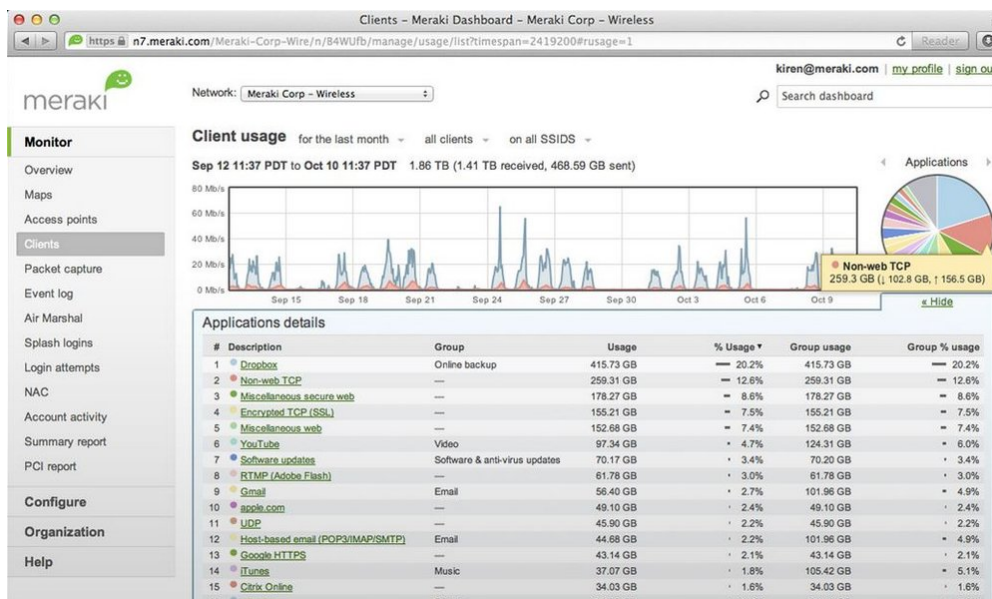 Clients – Meraki Dashboard – Meraki Corp – Wireless
https n7.meraki.com/Meraki-Corp-Wire/n/84WUfb/manage/usage/list?timespan=2419200#rusage=1
Reader
kiren@meraki.com | my profile | sign ou
meraki
Network: Meraki Corp – Wireless
Search dashboard
Monitor
Overview
Maps
Access points
Clients
Packet capture
Event log
Air Marshal
Splash logins
Login attempts
NAC
Account activity
Summary report
PCI report
Configure
Organization
Help
Client usage for the last month all clients on all SSIDS
Sep 12 11:37 PDT to Oct 10 11:37 PDT 1.86 TB (1.41 TB received, 468.59 GB sent)
Applications
80 Mb/s
60 Mb/s
40 Mb/s
20 Mb/s
0 Mb/s
Sep 15 Sep 18 Sep 21 Sep 24 Sep 27 Sep 30 Oct 3 Oct 6 Oct 9
Non-web TCP
259.3 GB (↓ 102.8 GB, ↑ 156.5 GB)
« Hide
Applications details
# Description Group Usage % Usage ▼ Group usage Group % usage
1 Dropbox Online backup 415.73 GB 20.2% 415.73 GB 20.2%
2 Non-web TCP — 259.31 GB 12.6% 259.31 GB 12.6%
3 Miscellaneous secure web — 178.27 GB 8.6% 178.27 GB 8.6%
4 Encrypted TCP (SSL) — 155.21 GB 7.5% 155.21 GB 7.5%
5 Miscellaneous web — 152.68 GB 7.4% 152.68 GB 7.4%
6 YouTube Video 97.34 GB 4.7% 124.31 GB 6.0%
7 Software updates Software & anti-virus updates 70.17 GB 3.4% 70.20 GB 3.4%
8 RTMP (Adobe Flash) — 61.78 GB 3.0% 61.78 GB 3.0%
9 Gmail Email 56.40 GB 2.7% 101.96 GB 4.9%
10 apple.com — 49.10 GB 2.4% 49.10 GB 2.4%
11 UDP — 45.90 GB 2.2% 45.90 GB 2.2%
12 Host-based email (POP3/IMAP/SMTP) Email 44.68 GB 2.2% 101.96 GB 4.9%
13 Google HTTPS — 43.14 GB 2.1% 43.14 GB 2.1%
14 iTunes Music 37.07 GB 1.8% 105.42 GB 5.1%
15 Citrix Online — 34.03 GB 1.6% 34.03 GB 1.6%